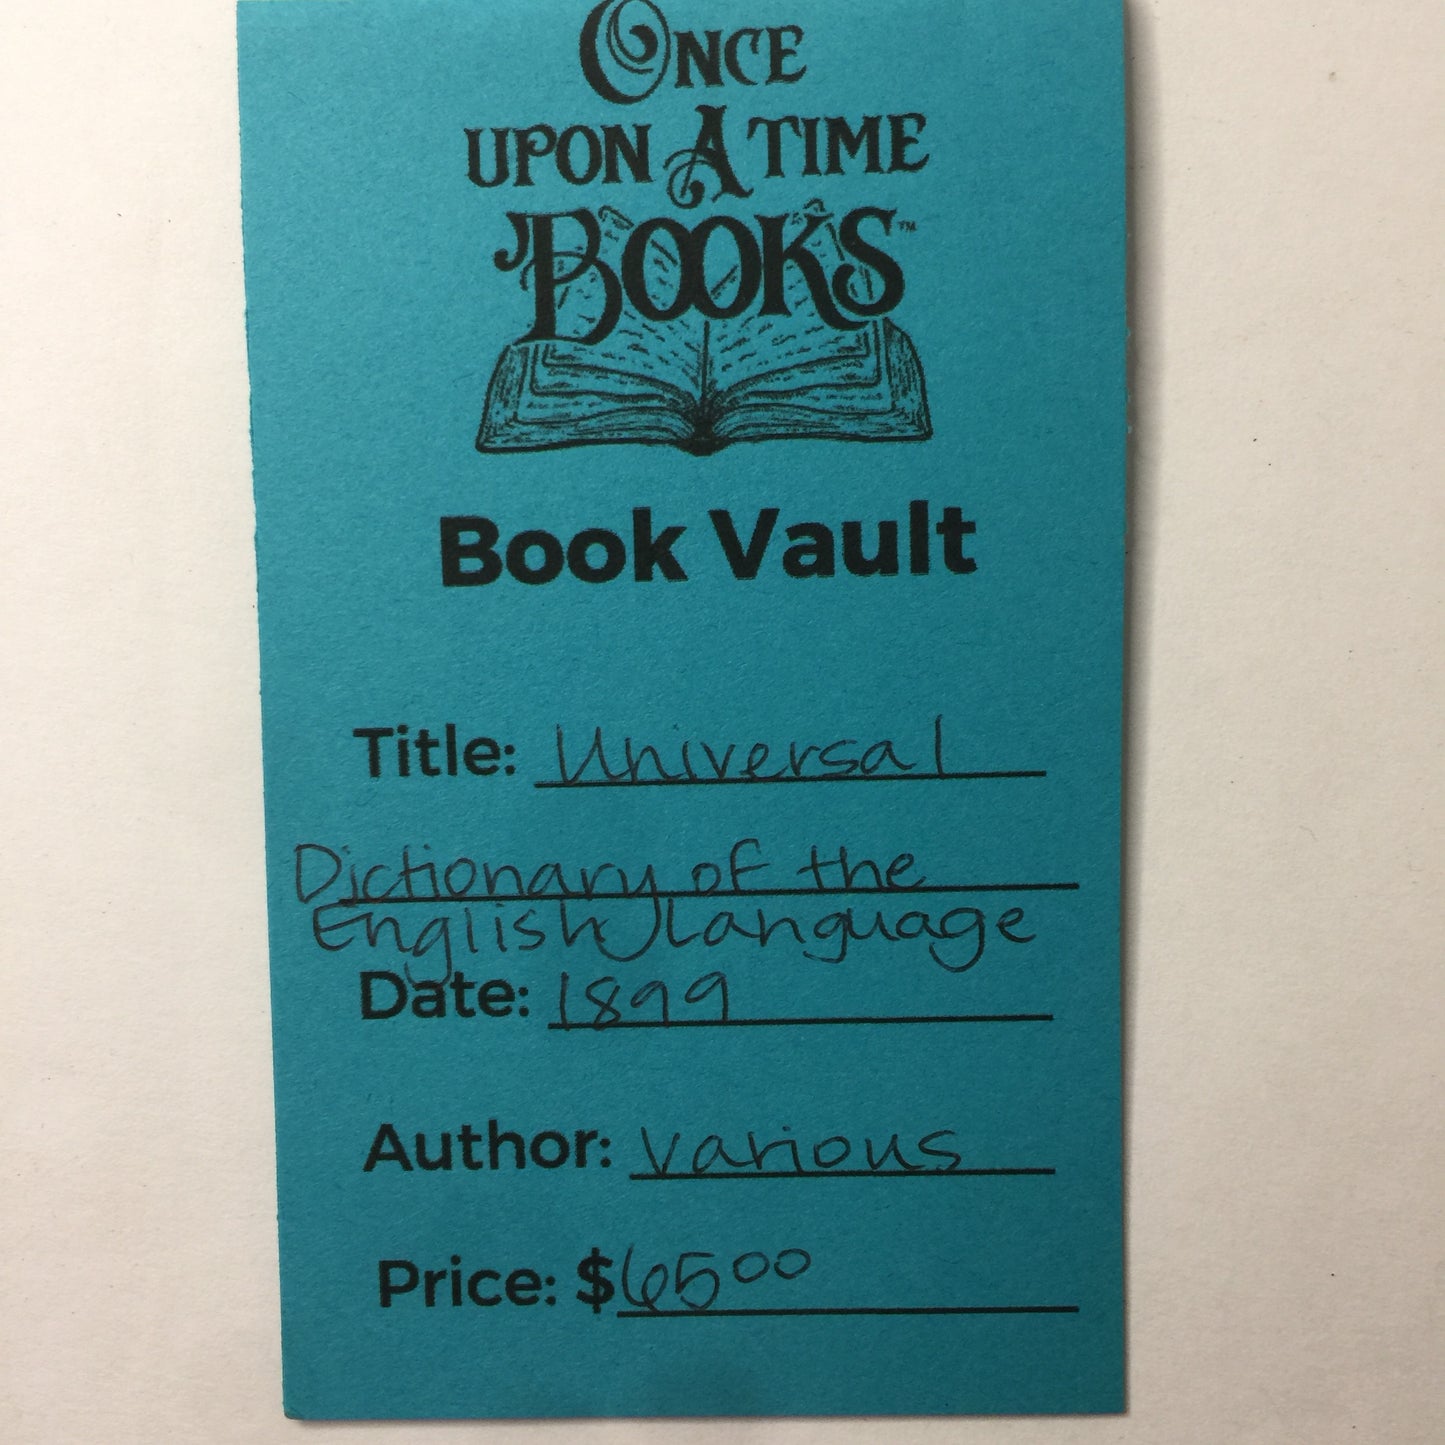 ONCE
UPON A TIME
BOOKS™
Book Vault
Title: Universal
Dictionary of the
English Language
Date: 1899
Author: Various
Price: $65 00